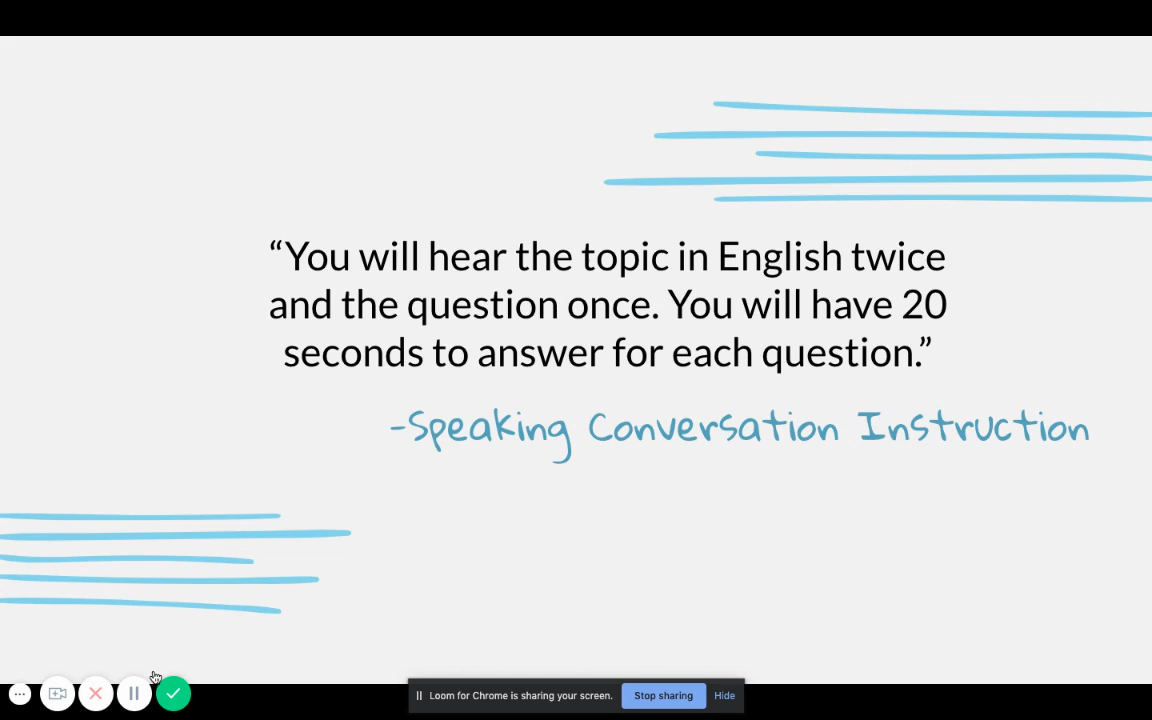 “You will hear the topic in English twice
and the question once. You will have 20
seconds to answer for each question.”
-Speaking Conversation Instruction
Loom for Chrome is sharing your screen. Stop sharing Hide